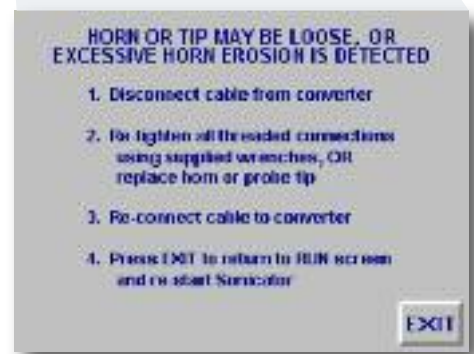 HORN OR TIP MAY BE LOOSE, OR
EXCESSIVE HORN EROSION IS DETECTED
1. Disconnect cable from converter
2. Re-tighten all threaded connections
using supplied wrenches, OR
replace horn or probe tip
3. Re-connect cable to converter
4. Press EXIT to return to RUN screen
and re-start Sonicator
EXIT